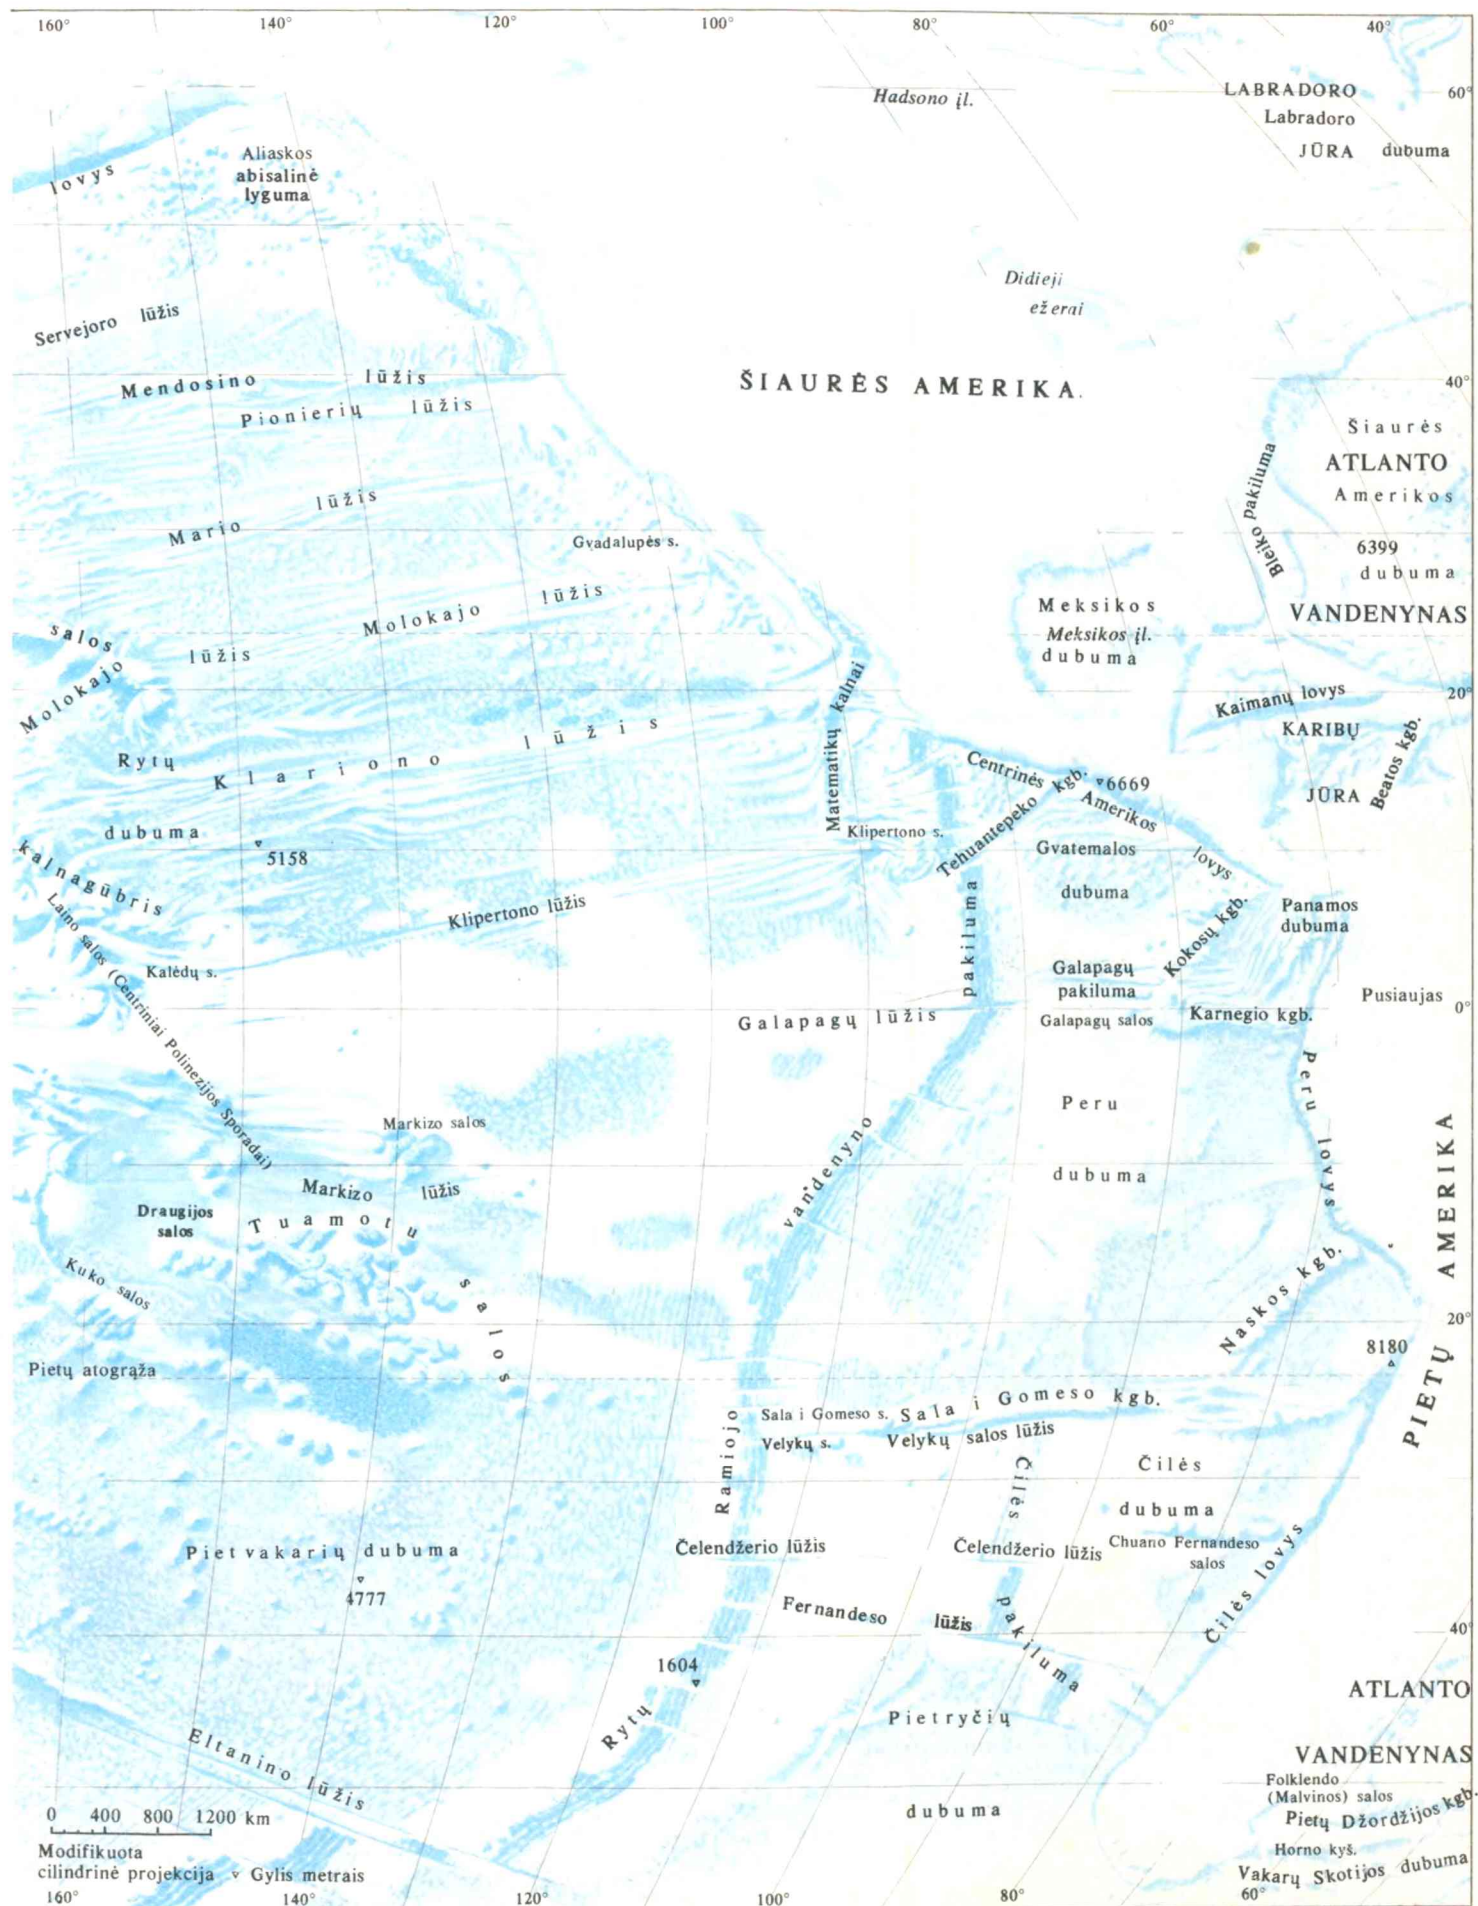 160° 140° 120° 100° 80° 60° 40°
Hadsono įl.
LABRADORO
60°
Labradoro
JŪRA dubuma
Aliaskos
abisalinė
lyguma
lovys
Didieji
ežerai
Servejoro lūžis
Mendosino lūžis
Pionierių lūžis
ŠIAURĖS AMERIKA
40°
Šiaurės
ATLANTO
Amerikos
6399
dubuma
VANDENYNAS
Bleiko pakiluma
Mario lūžis
Gvadalupės s.
Molokajo lūžis
Meksikos
Meksikos įl.
dubuma
salos
lūžis
Molokajo
Kaimanų lovys
20°
KARIBŲ
JŪRA
Beatos kgb.
Matematikų kalnai
Rytų
Klariono lūžis
dubuma
5158
Centrinės
Amerikos
lovys
Tehuantepeko kgb.
6669
Klipertono s.
Gvatemalos
dubuma
kalnagūbris
Laino salos (Centriniai Polinezijos Sporadai)
Klipertono lūžis
pakiluma
Kokosų kgb.
Panamos
dubuma
Kalėdų s.
Galapagų
pakiluma
Pusiaujas
0°
Galapagų lūžis
Galapagų salos
Karnegio kgb.
Peru lovys
Peru
dubuma
Markizo salos
vandenyno
Markizo lūžis
Draugijos
salos
Tuamotu salos
PIETŲ AMERIKA
Kuko salos
Naskos kgb.
20°
8180
Pietų atogrąža
Sala i Gomeso s.
Sala i Gomeso kgb.
Velykų s.
Velykų salos lūžis
Ramiojo
Čilės
Čilės
dubuma
Pietvakarių dubuma
4777
Čelendžerio lūžis
Čelendžerio lūžis
Chuano Fernandeso
salos
Čilės lovys
Fernandeso lūžis
pakiluma
40°
1604
Rytų
ATLANTO
Pietryčių
VANDENYNAS
Eltanino lūžis
Folklendo
(Malvinos) salos
dubuma
Pietų Džordžijos kgb.
Horno kyš.
Vakarų Skotijos dubuma
0 400 800 1200 km
Modifikuota
cilindrinė projekcija Gylis metrais
160° 140° 120° 100° 80° 60°